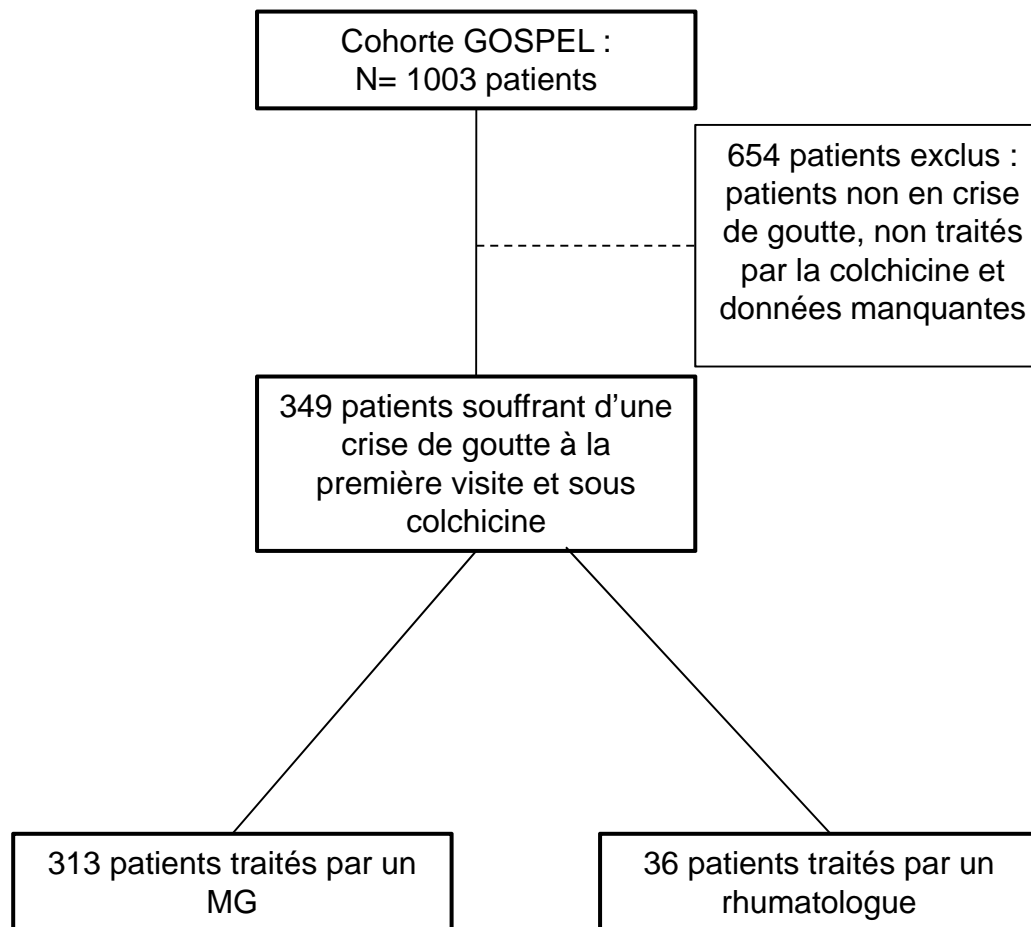 Cohorte GOSPEL :
N= 1003 patients
654 patients exclus :
patients non en crise
de goutte, non traités
par la colchicine et
données manquantes
349 patients souffrant d’une
crise de goutte à la
première visite et sous
colchicine
313 patients traités par un
MG
36 patients traités par un
rhumatologue